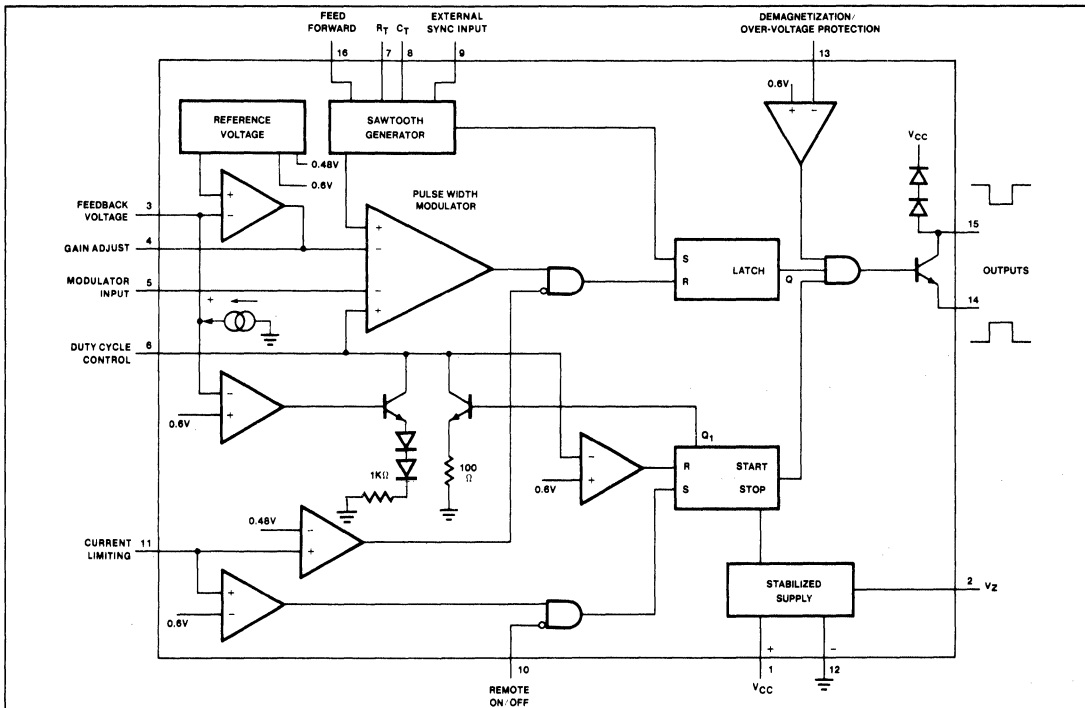 FEED
FORWARD
16
RT CT
7 8
EXTERNAL
SYNC INPUT
9
DEMAGNETIZATION/
OVER-VOLTAGE PROTECTION
13
0.6V
+ −
REFERENCE
VOLTAGE
SAWTOOTH
GENERATOR
0.48V
0.6V
VCC
PULSE WIDTH
MODULATOR
FEEDBACK
VOLTAGE
3
+
−
GAIN ADJUST 4
MODULATOR
INPUT
5
+
−
−
+
S
R
LATCH
Q
15
OUTPUTS
14
+
DUTY CYCLE
CONTROL
6
−
+
0.6V
1KΩ
100
Ω
−
+
0.6V
Q1
R
S
START
STOP
0.48V
−
+
CURRENT
LIMITING
11
+
−
0.6V
STABILIZED
SUPPLY
2 VZ
+ −
1 12
VCC
10
REMOTE
ON/OFF